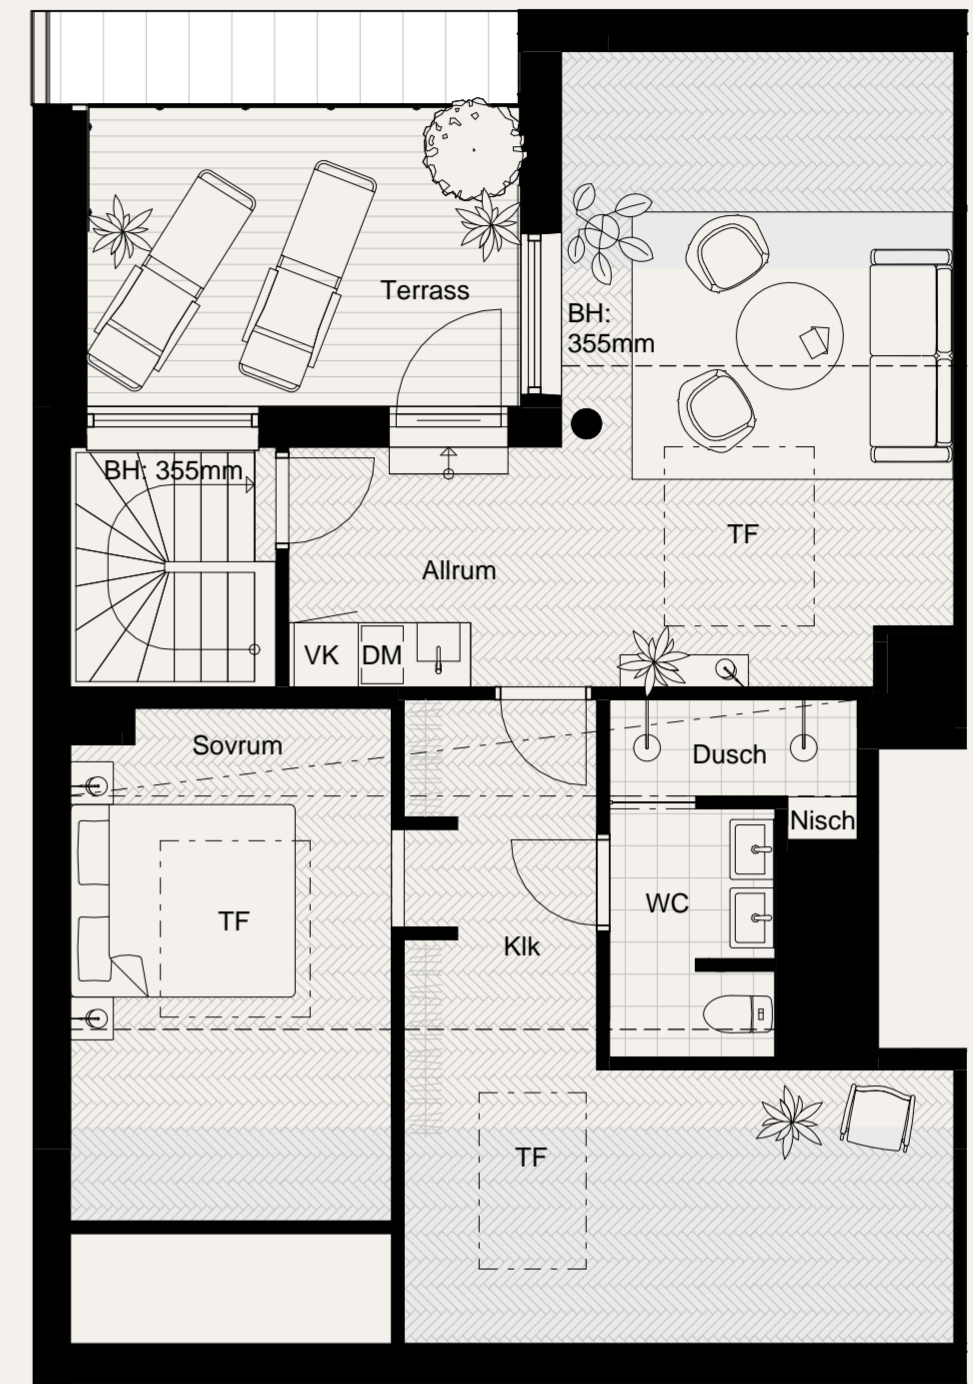 Terrass
BH:
355mm
BH: 355mm
TF
Allrum
VK
DM
Sovrum
Dusch
Nisch
TF
WC
Klk
TF